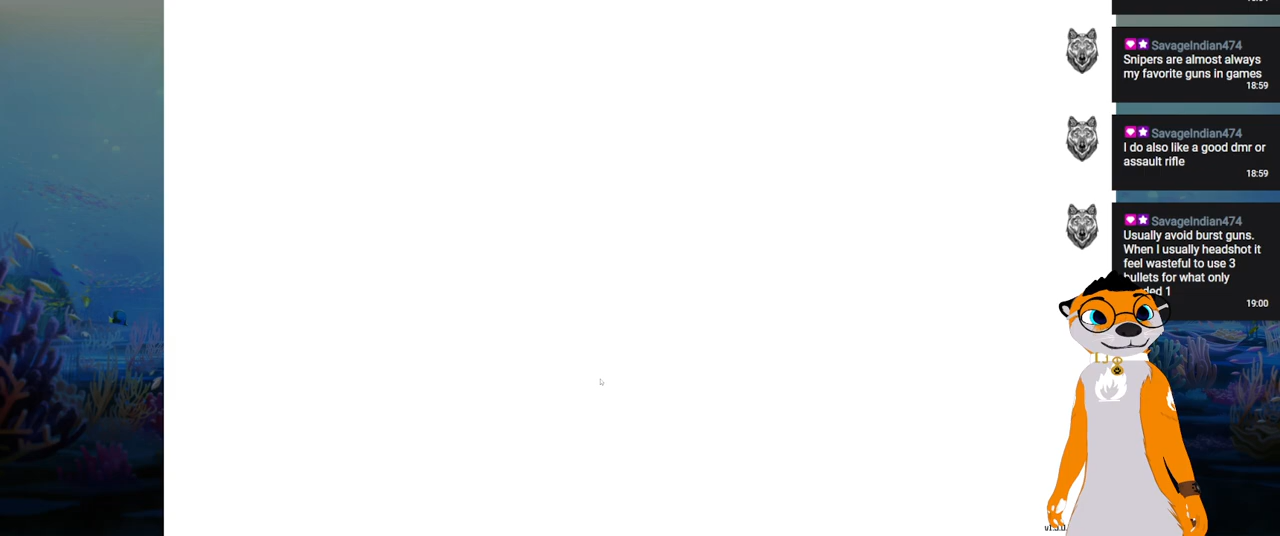 SavageIndian474
Snipers are almost always
my favorite guns in games
18:59
SavageIndian474
I do also like a good dmr or
assault rifle
18:59
SavageIndian474
Usually avoid burst guns.
When I usually headshot it
feel wasteful to use 3
bullets for what only
1
19:00